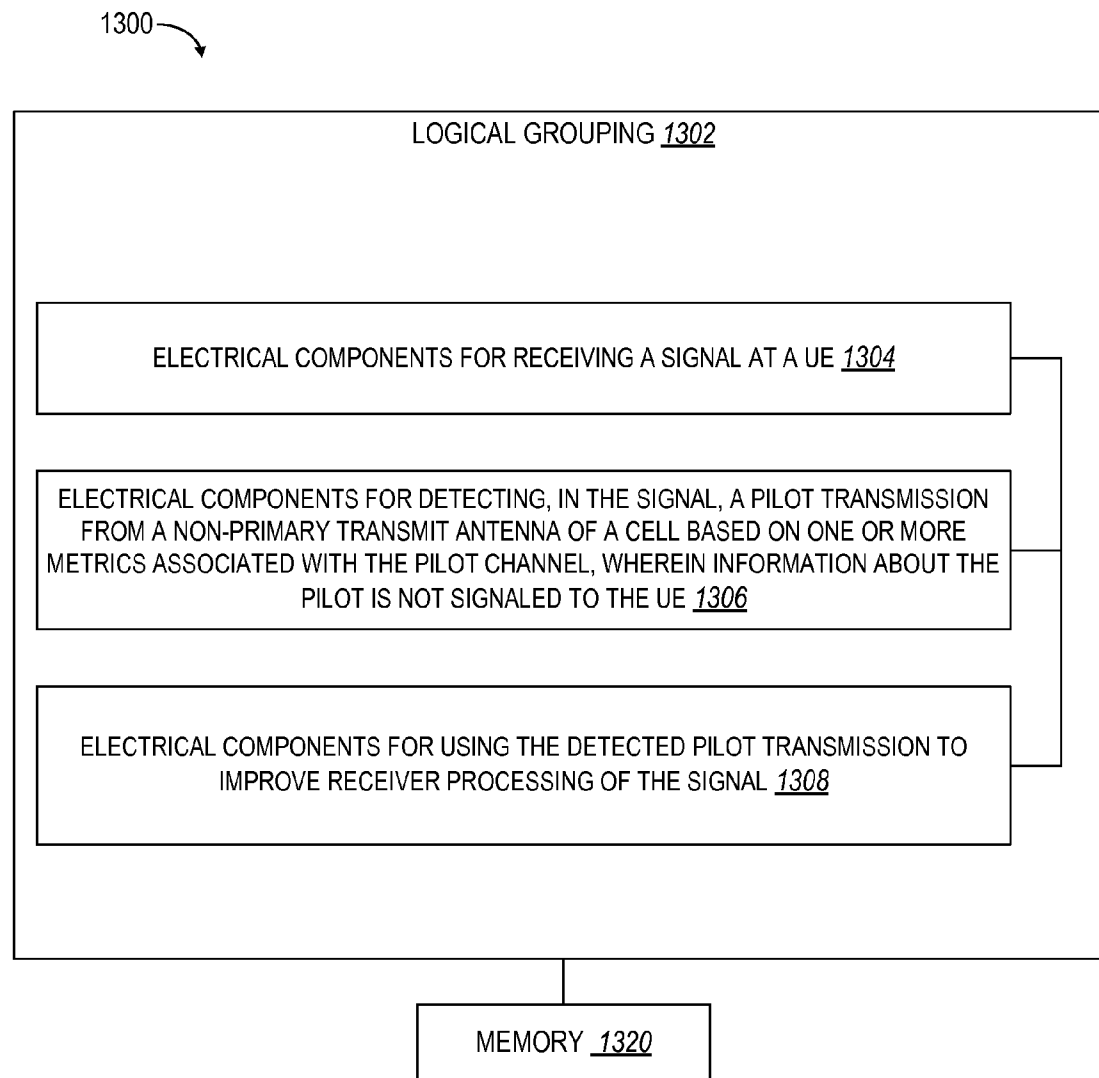 1300
LOGICAL GROUPING 1302
ELECTRICAL COMPONENTS FOR RECEIVING A SIGNAL AT A UE 1304
ELECTRICAL COMPONENTS FOR DETECTING, IN THE SIGNAL, A PILOT TRANSMISSION
FROM A NON-PRIMARY TRANSMIT ANTENNA OF A CELL BASED ON ONE OR MORE
METRICS ASSOCIATED WITH THE PILOT CHANNEL, WHEREIN INFORMATION ABOUT THE
PILOT IS NOT SIGNALED TO THE UE 1306
ELECTRICAL COMPONENTS FOR USING THE DETECTED PILOT TRANSMISSION TO
IMPROVE RECEIVER PROCESSING OF THE SIGNAL 1308
MEMORY 1320